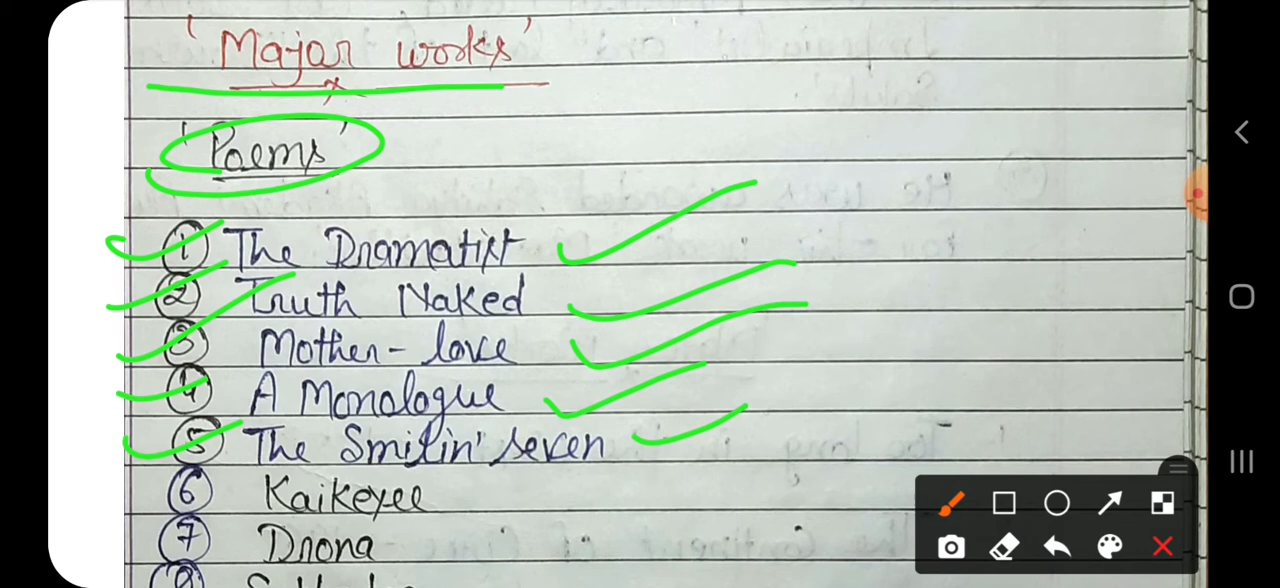 'Major works'
'Poems'
① The Dramatist
② Truth Naked
③ Mother-love
④ A Monologue
⑤ The Smilin' seven
⑥ Kaikeyee
⑦ Drona
⑧